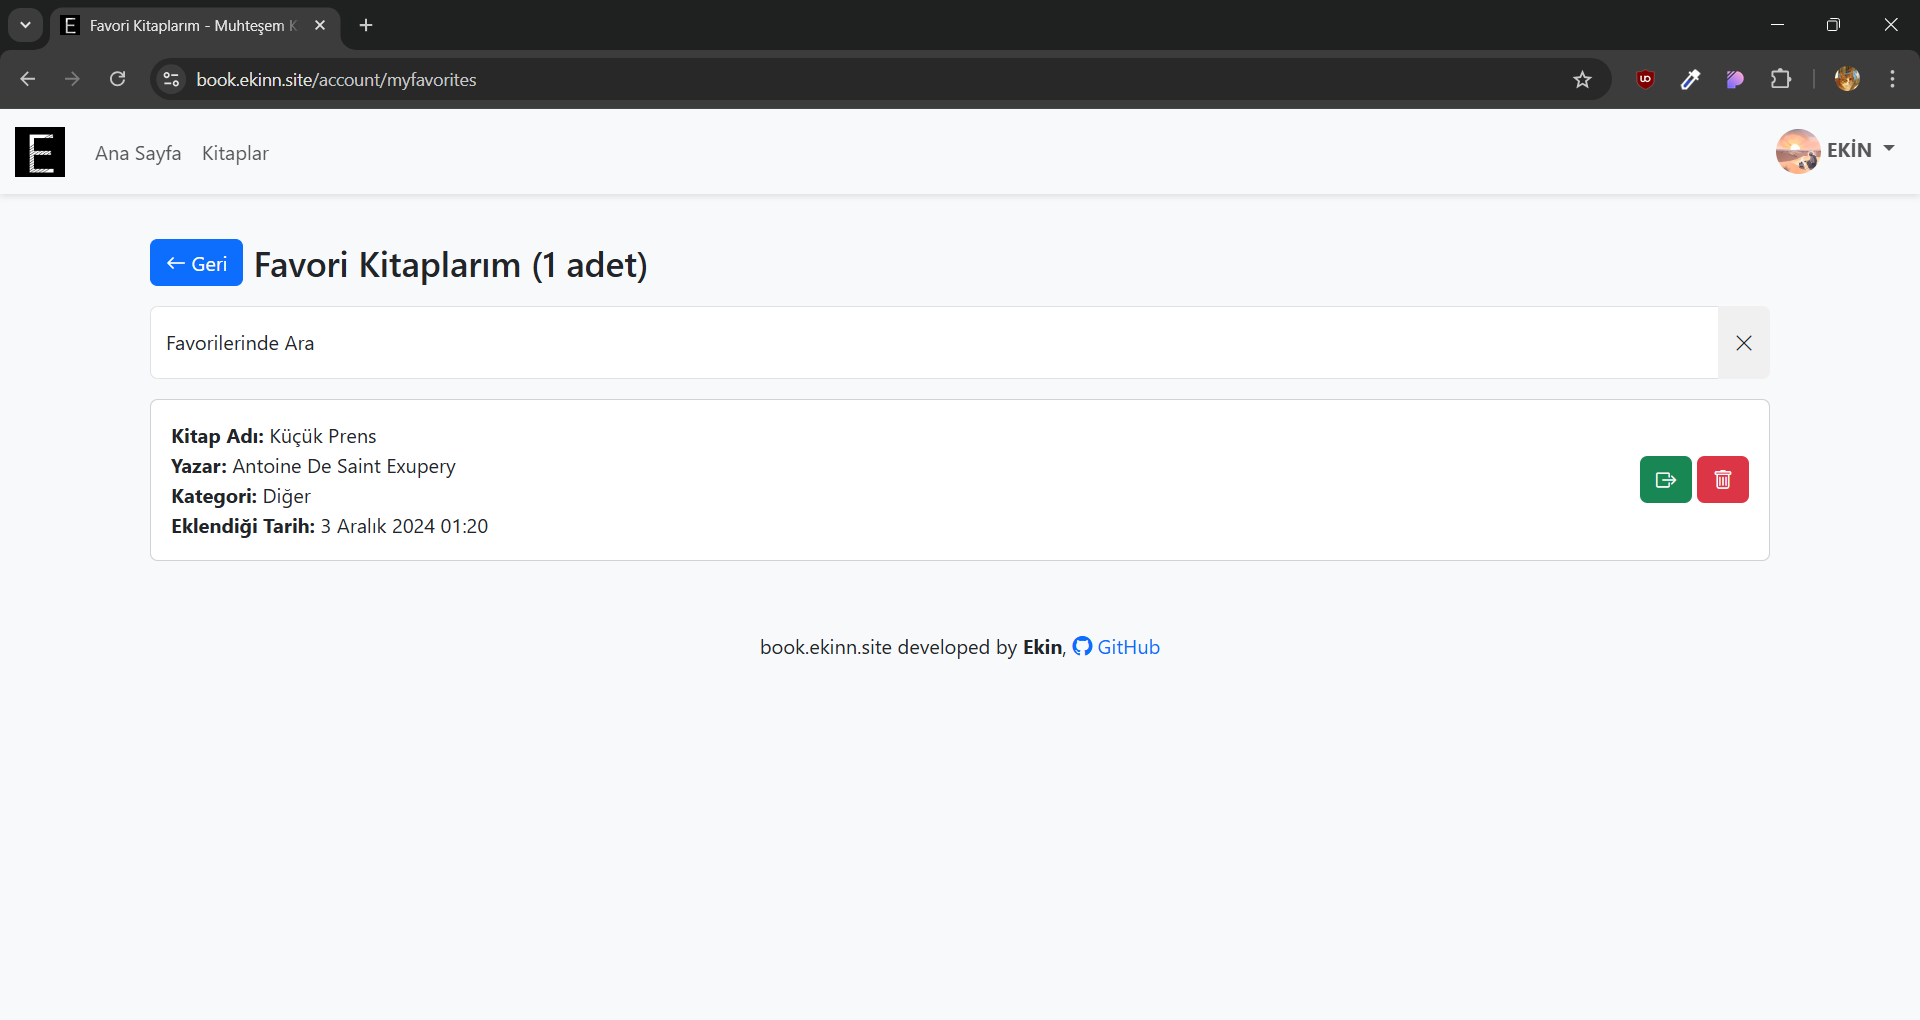 Favori Kitaplarım - Muhteşem K
book.ekinn.site/account/myfavorites
E
Ana Sayfa
Kitaplar
EKİN
Geri
Favori Kitaplarım (1 adet)
Favorilerinde Ara
Kitap Adı: Küçük Prens
Yazar: Antoine De Saint Exupery
Kategori: Diğer
Eklendiği Tarih: 3 Aralık 2024 01:20
book.ekinn.site developed by Ekin, GitHub